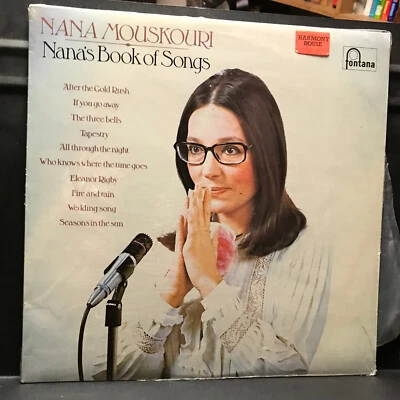 NANA MOUSKOURI
Nana's Book of Songs
HARMONY
HOUSE
fontana
After the Gold Rush
If you go away
The three bells
Tapestry
All through the night
Who knows where the time goes
Eleanor Rigby
Fire and rain
Wedding song
Seasons in the sun